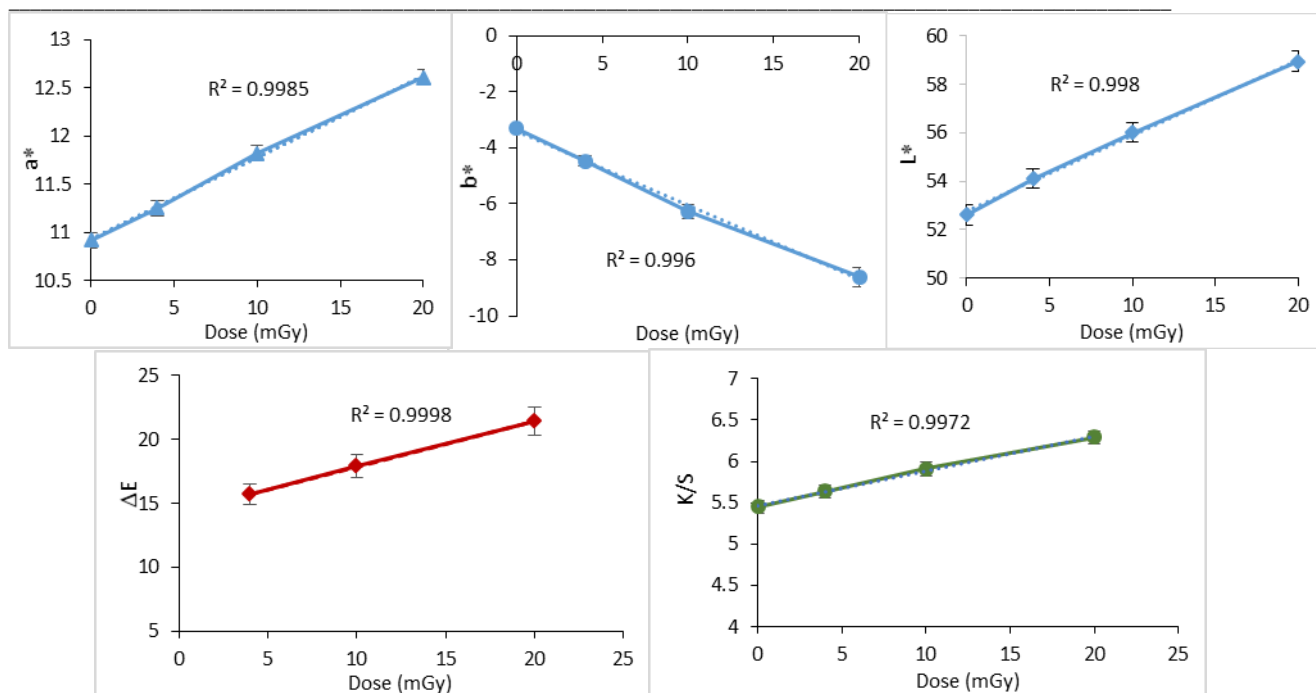 a*
13
12.5
12
11.5
11
10.5
R² = 0.9985
0 5 10 15 20
Dose (mGy)
b*
0
-2
-4
-6
-8
-10
0 5 10 15 20
R² = 0.996
Dose (mGy)
L*
60
58
56
54
52
50
R² = 0.998
0 5 10 15 20
Dose (mGy)
ΔE
25
20
15
10
5
R² = 0.9998
0 5 10 15 20 25
Dose (mGy)
K/S
7
6.5
6
5.5
5
4.5
4
R² = 0.9972
0 5 10 15 20 25
Dose (mGy)